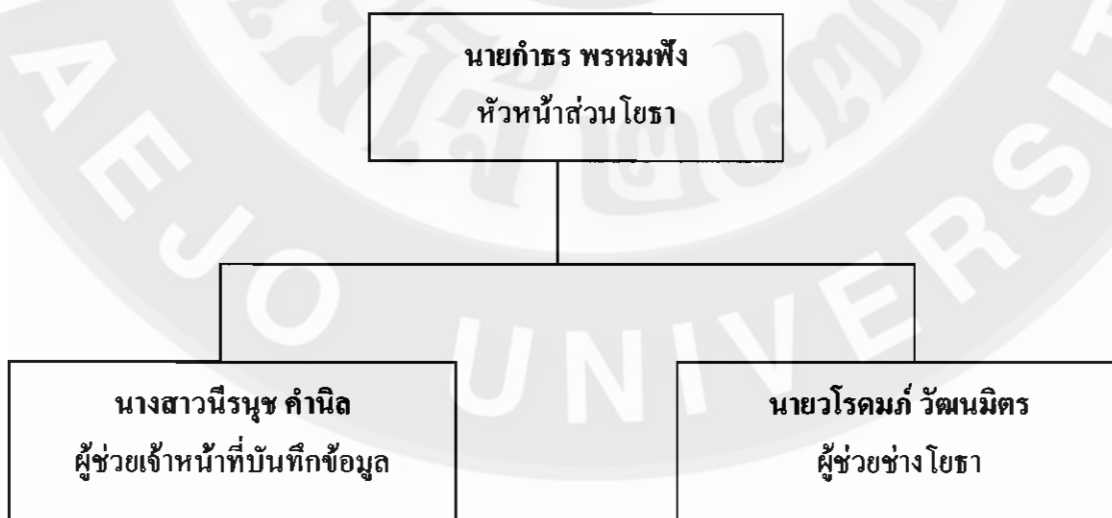 นายกำธร พรหมฟัง
หัวหน้าส่วนโยธา
นางสาวนีรนุช คำนิล
ผู้ช่วยเจ้าหน้าที่บันทึกข้อมูล
นายวโรดมภ์ วัฒนมิตร
ผู้ช่วยช่างโยธา
AEJO UNIVERSIT